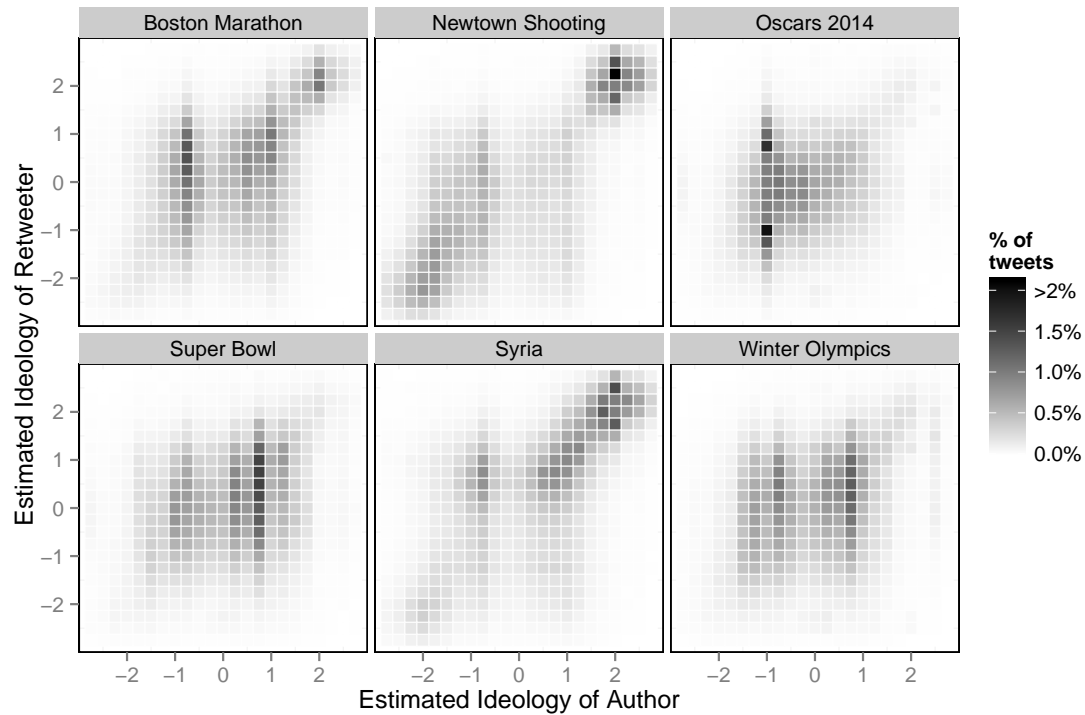 Boston Marathon Newtown Shooting Oscars 2014
2
1
0
−1
−2
Super Bowl Syria Winter Olympics
2
1
0
−1
−2
−2 −1 0 1 2 −2 −1 0 1 2 −2 −1 0 1 2
Estimated Ideology of Author
Estimated Ideology of Retweeter
% of
tweets
>2%
1.5%
1.0%
0.5%
0.0%